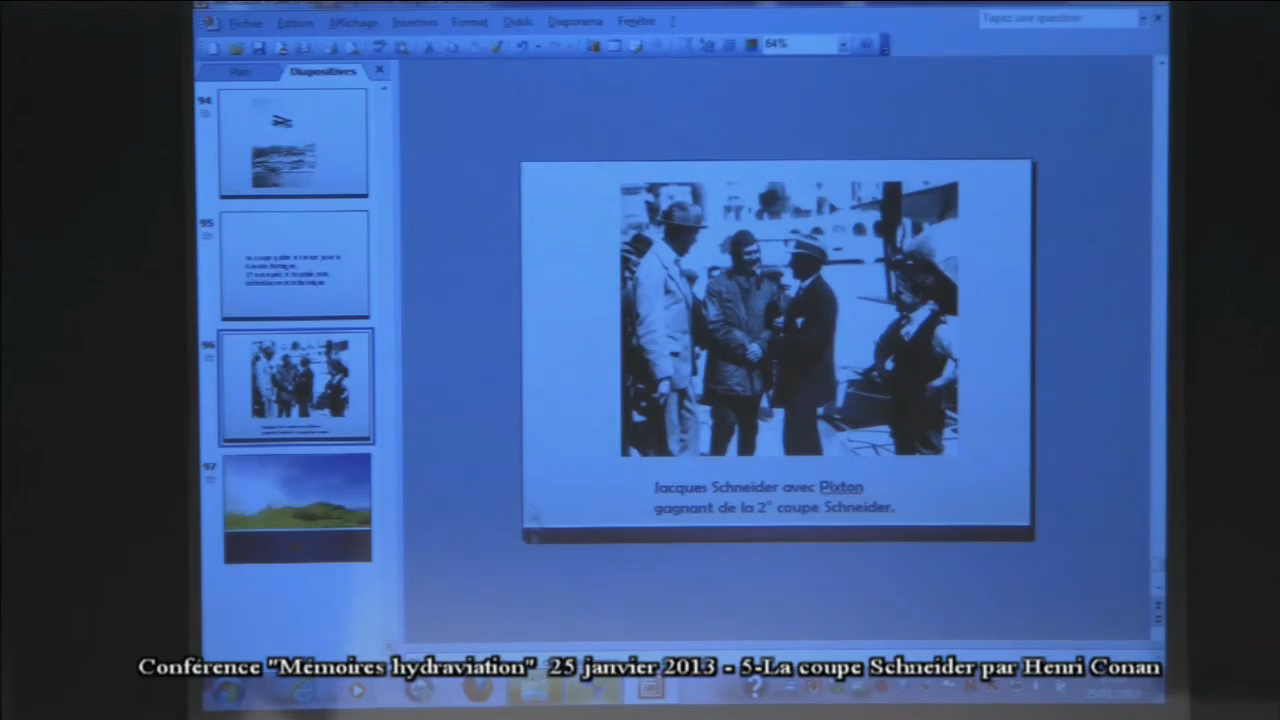 Fichier Edition Affichage Insertion Format Outils Diaporama Fenêtre ?
Tapez une question
64%
Plan
Diapositives
94
95
96
97
Jacques Schneider avec Pixton
gagnant de la 2° coupe Schneider.
Conférence "Mémoires hydraviation" 25 janvier 2013 - 5-La coupe Schneider par Henri Conan